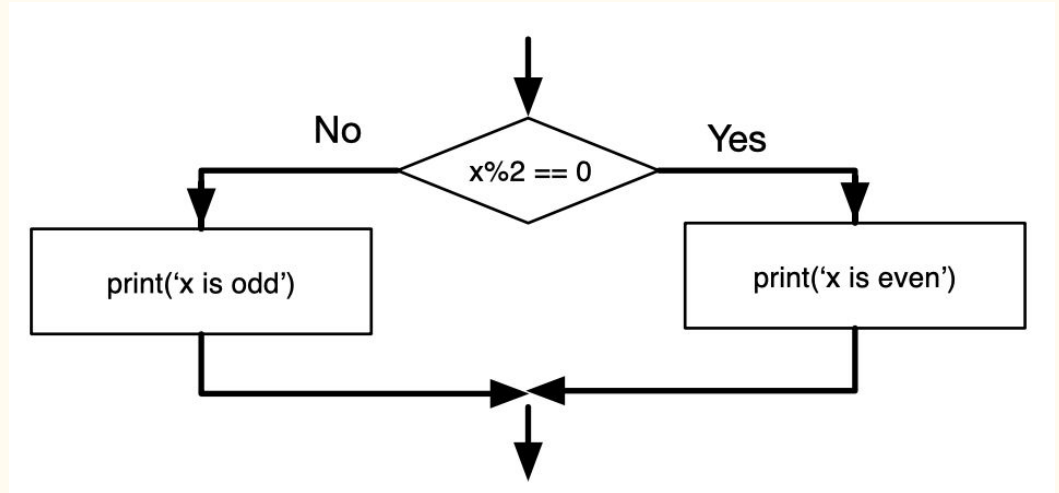 No
Yes
x%2 == 0
print(‘x is odd’)
print(‘x is even’)